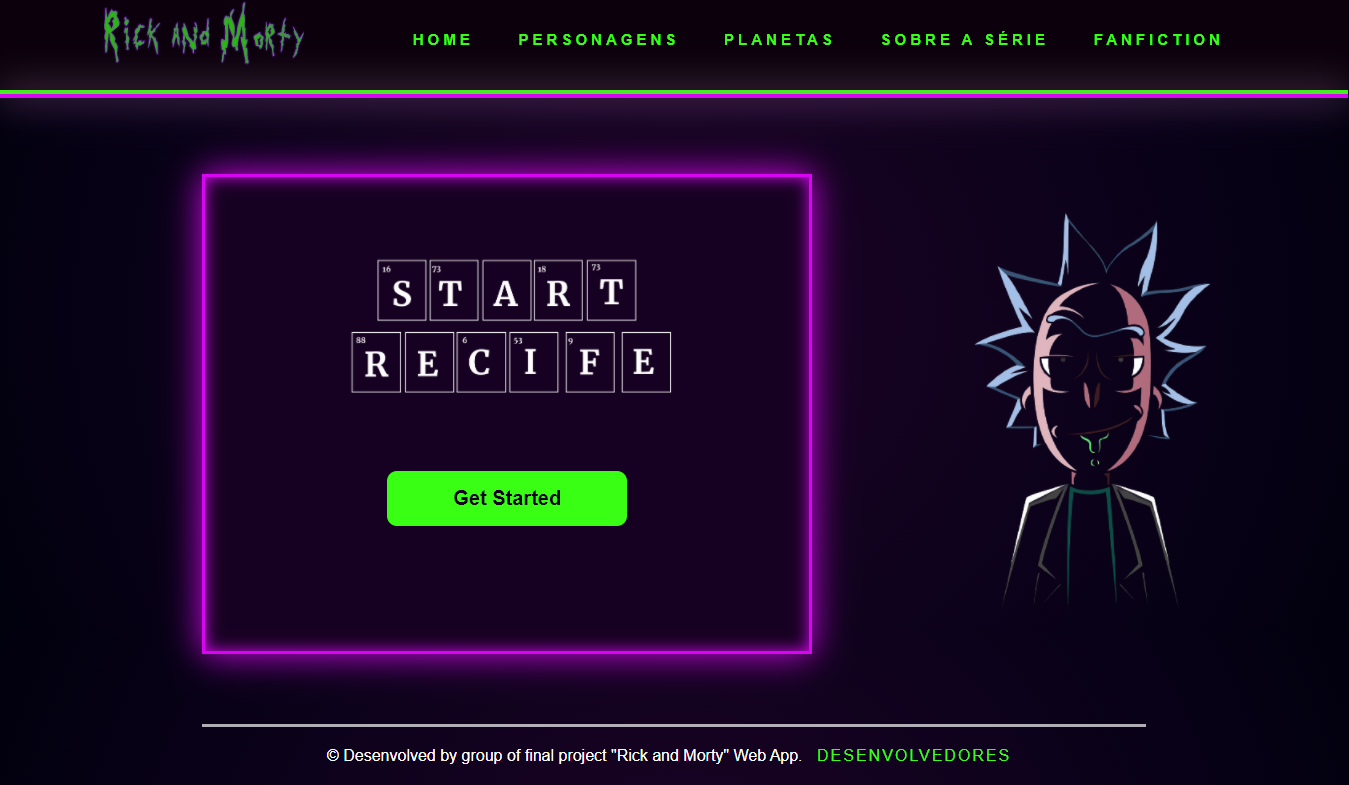 Rick and Morty
HOME PERSONAGENS PLANETAS SOBRE A SÉRIE FANFICTION
16 73 18 73
S T A R T
88 6 53 9
R E C I F E
Get Started
© Desenvolved by group of final project "Rick and Morty" Web App. DESENVOLVEDORES